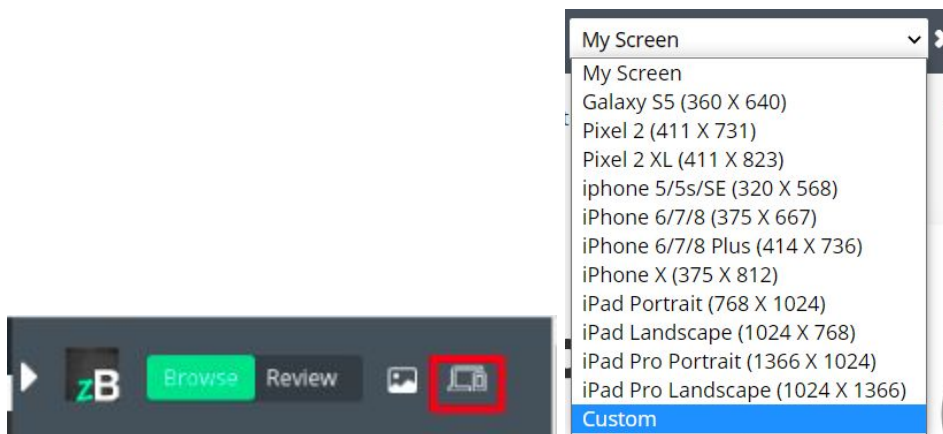 zB
Browse
Review
My Screen
My Screen
Galaxy S5 (360 X 640)
Pixel 2 (411 X 731)
Pixel 2 XL (411 X 823)
iphone 5/5s/SE (320 X 568)
iPhone 6/7/8 (375 X 667)
iPhone 6/7/8 Plus (414 X 736)
iPhone X (375 X 812)
iPad Portrait (768 X 1024)
iPad Landscape (1024 X 768)
iPad Pro Portrait (1366 X 1024)
iPad Pro Landscape (1024 X 1366)
Custom